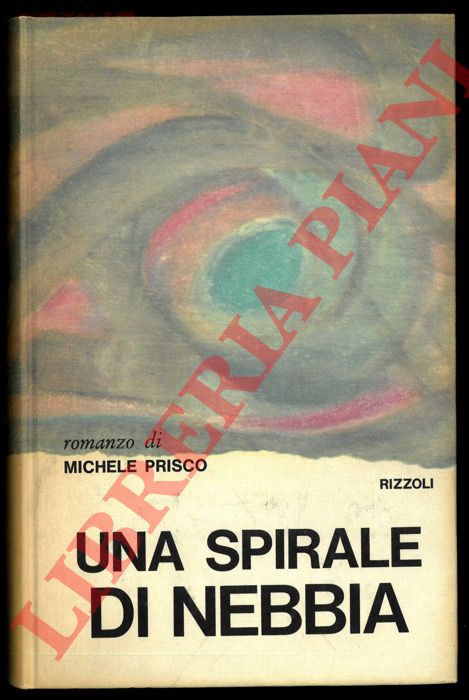 romanzo di
MICHELE PRISCO
RIZZOLI
UNA SPIRALE
DI NEBBIA
LIBRERIA PIANI